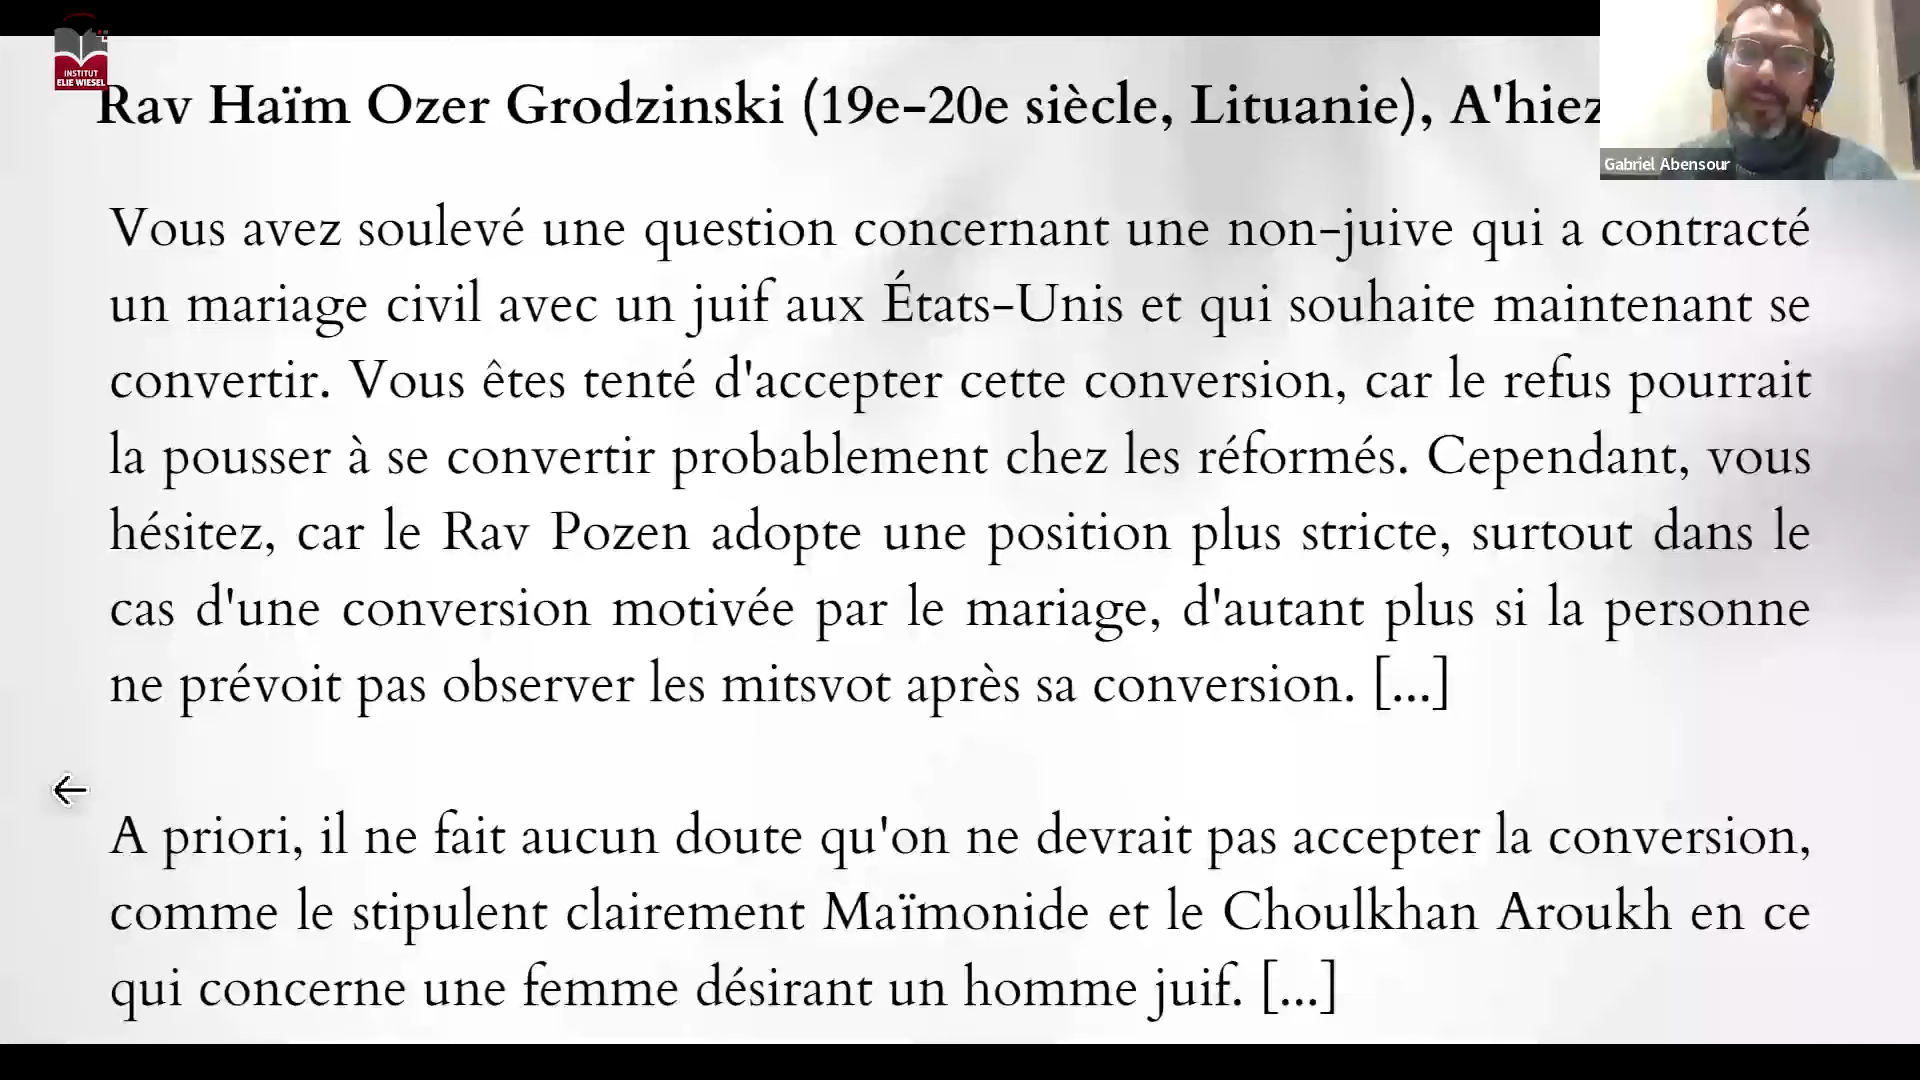 INSTITUT
ELIE WIESEL
Rav Haïm Ozer Grodzinski (19e-20e siècle, Lituanie), A'hiez
Gabriel Abensour
Vous avez soulevé une question concernant une non-juive qui a contracté
un mariage civil avec un juif aux États-Unis et qui souhaite maintenant se
convertir. Vous êtes tenté d'accepter cette conversion, car le refus pourrait
la pousser à se convertir probablement chez les réformés. Cependant, vous
hésitez, car le Rav Pozen adopte une position plus stricte, surtout dans le
cas d'une conversion motivée par le mariage, d'autant plus si la personne
ne prévoit pas observer les mitsvot après sa conversion. [...]
A priori, il ne fait aucun doute qu'on ne devrait pas accepter la conversion,
comme le stipulent clairement Maïmonide et le Choulkhan Aroukh en ce
qui concerne une femme désirant un homme juif. [...]